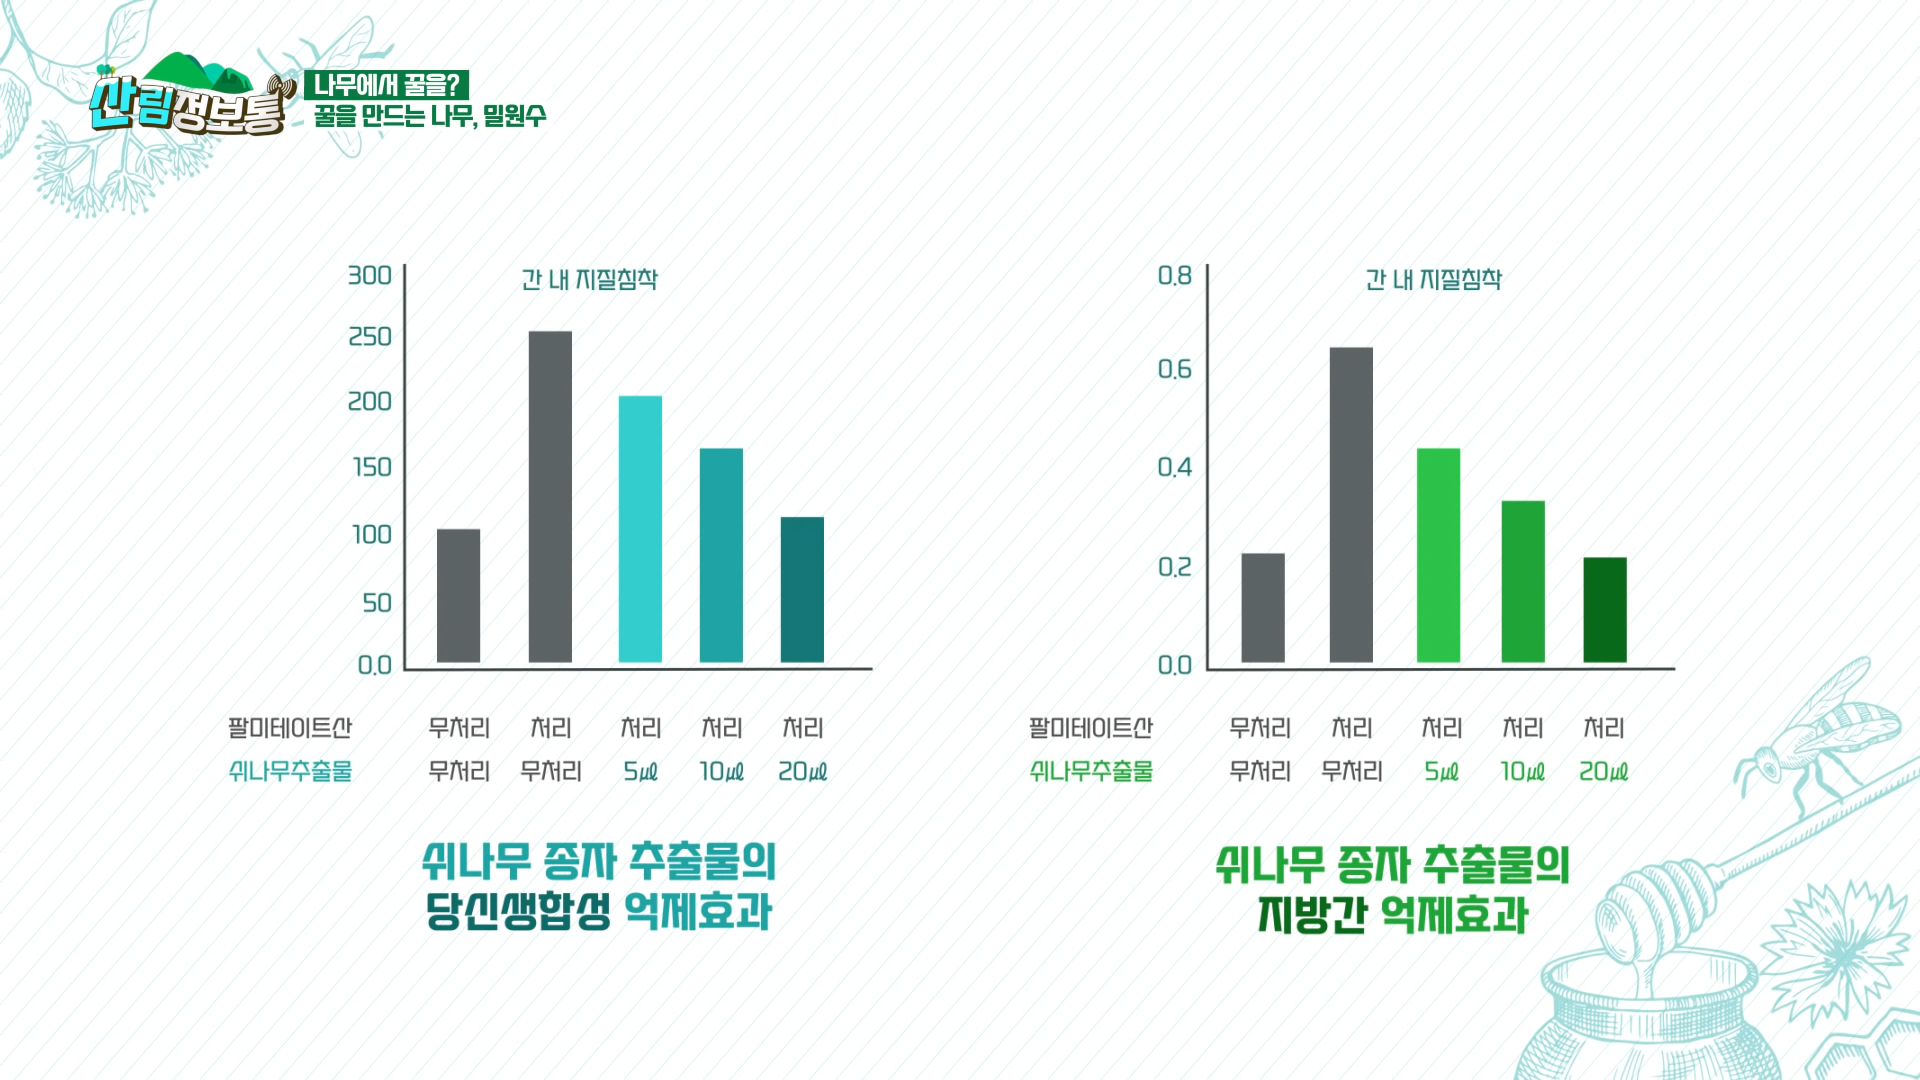 산림정보통
나무에서 꿀을?
꿀을 만드는 나무, 밀원수
간 내 지질침착
300
250
200
150
100
50
0.0
팔미테이트산 무처리 처리 처리 처리 처리
쉬나무추출물 무처리 무처리 5㎕ 10㎕ 20㎕
쉬나무 종자 추출물의
당신생합성 억제효과
간 내 지질침착
0.8
0.6
0.4
0.2
0.0
팔미테이트산 무처리 처리 처리 처리 처리
쉬나무추출물 무처리 무처리 5㎕ 10㎕ 20㎕
쉬나무 종자 추출물의
지방간 억제효과